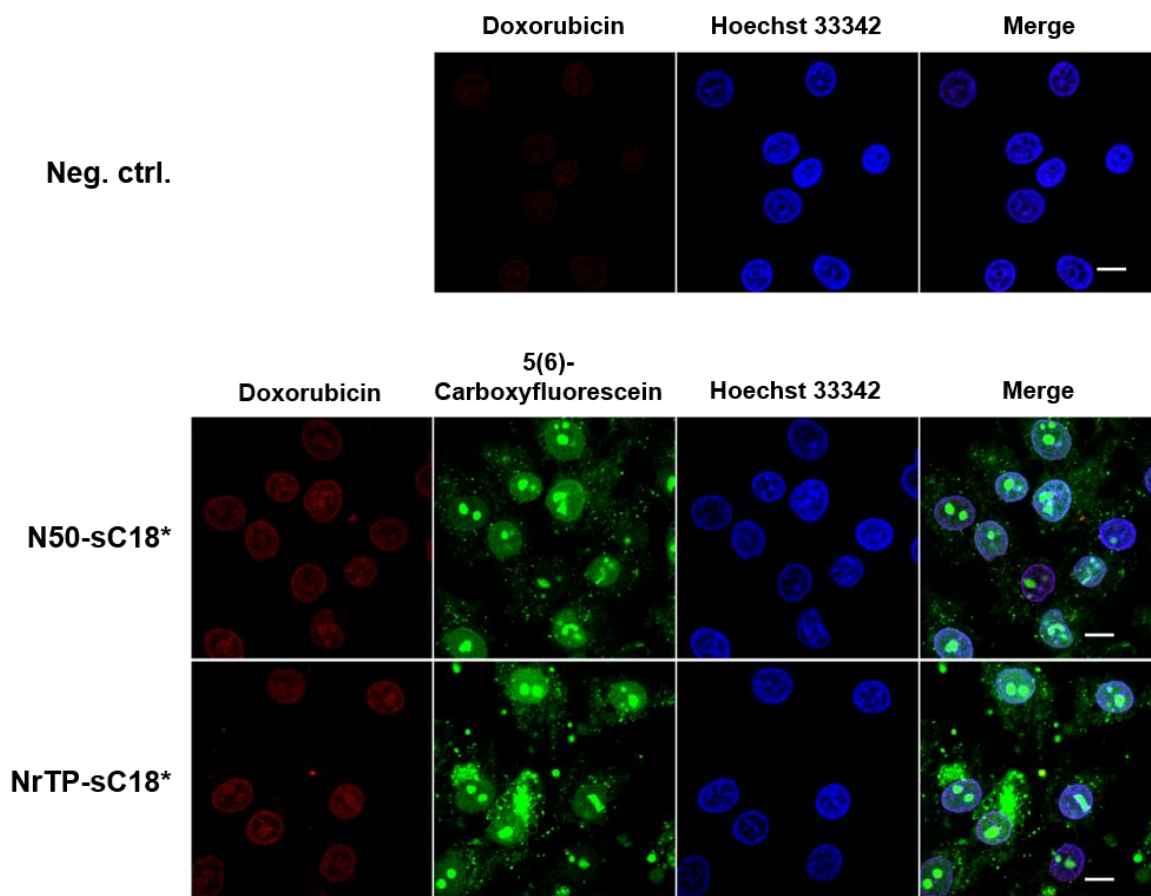 Doxorubicin Hoechst 33342 Merge
Neg. ctrl.
5(6)-
Doxorubicin Carboxyfluorescein Hoechst 33342 Merge
N50-sC18*
NrTP-sC18*